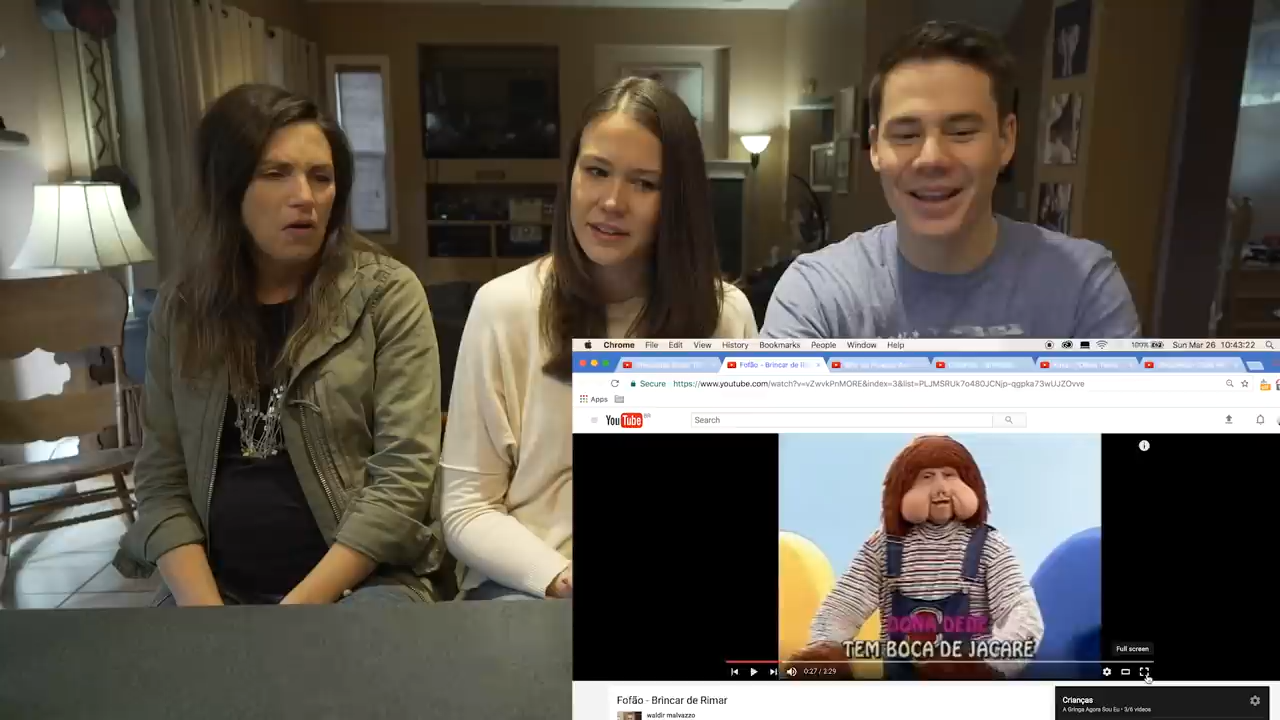 Chrome File Edit View History Bookmarks People Window Help 100% Sun Mar 26 10:43:22
Fofão - Brincar de Ri
Secure https://www.youtube.com/watch?v=vZwvkPnMORE&index=3&list=PLJMSRUk7o480JCNjp-qgpka73wUJZOvve
Apps
YouTube BR Search
DONA DEDÉ
TEM BOCA DE JACARÉ
Full screen
0:27 / 3:29
Fofão - Brincar de Rimar
waldir malvazzo
Crianças
A Gringa Agora Sou Eu - 3/6 videos